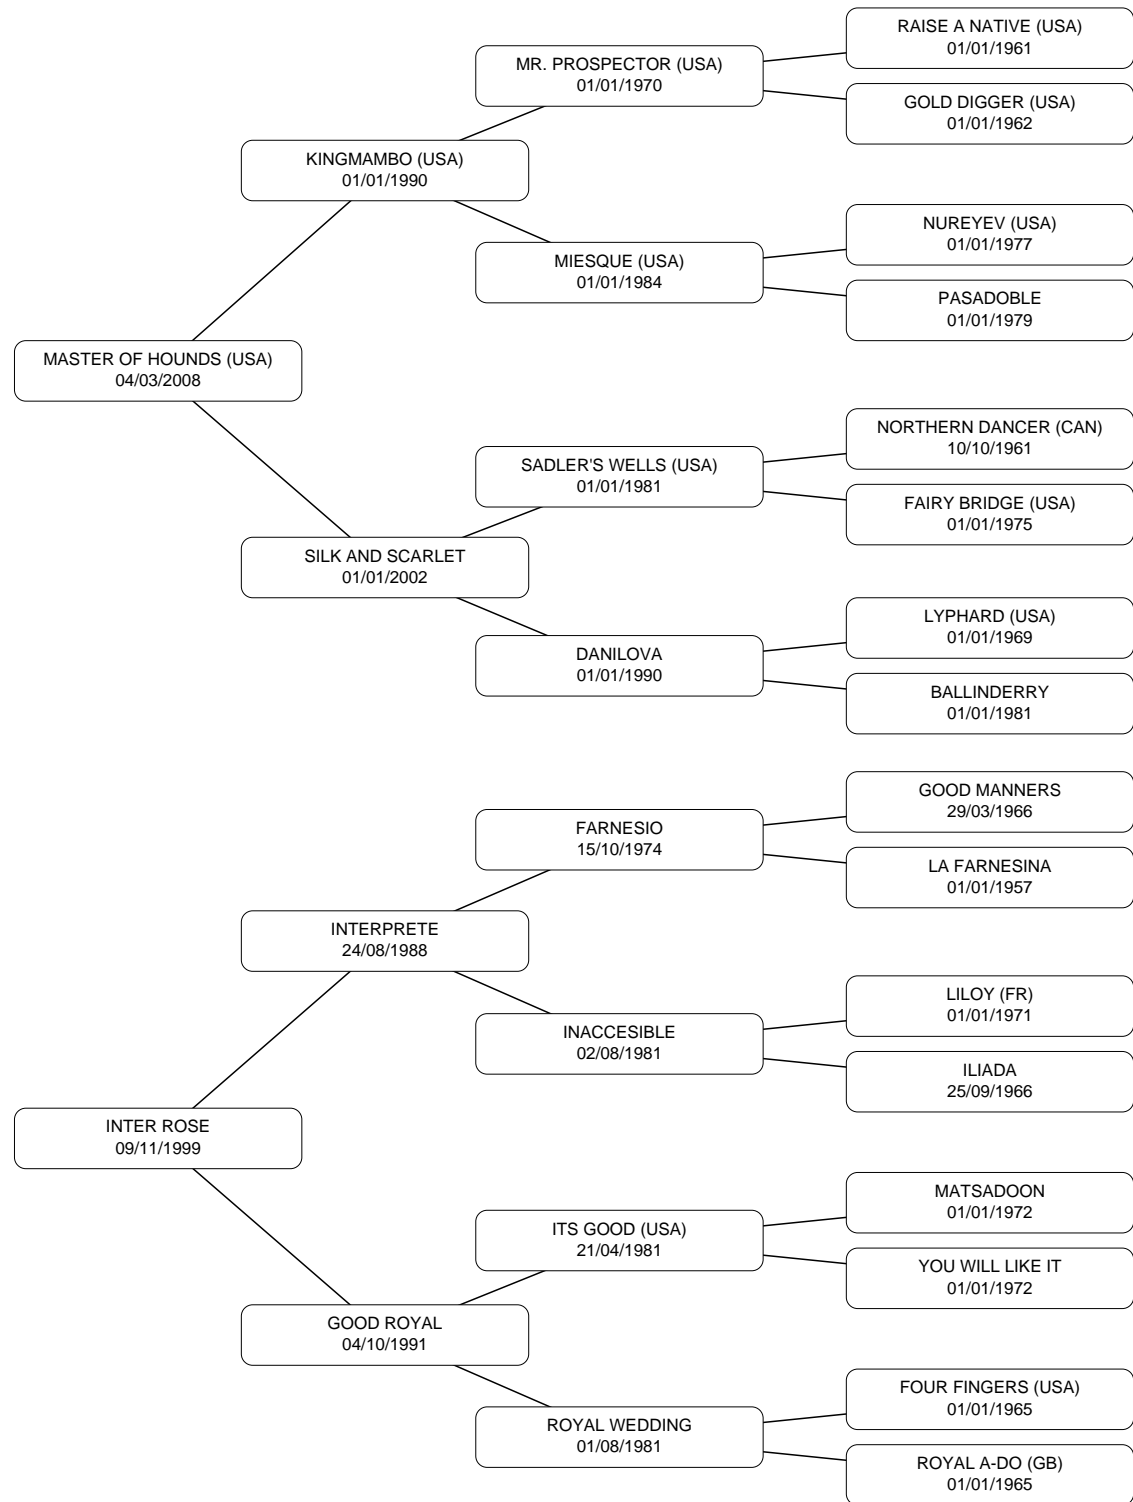 RAISE A NATIVE (USA)
01/01/1961
MR. PROSPECTOR (USA)
01/01/1970
GOLD DIGGER (USA)
01/01/1962
KINGMAMBO (USA)
01/01/1990
NUREYEV (USA)
01/01/1977
MIESQUE (USA)
01/01/1984
PASADOBLE
01/01/1979
MASTER OF HOUNDS (USA)
04/03/2008
NORTHERN DANCER (CAN)
10/10/1961
SADLER'S WELLS (USA)
01/01/1981
FAIRY BRIDGE (USA)
01/01/1975
SILK AND SCARLET
01/01/2002
LYPHARD (USA)
01/01/1969
DANILOVA
01/01/1990
BALLINDERRY
01/01/1981
GOOD MANNERS
29/03/1966
FARNESIO
15/10/1974
LA FARNESINA
01/01/1957
INTERPRETE
24/08/1988
LILOY (FR)
01/01/1971
INACCESIBLE
02/08/1981
ILIADA
25/09/1966
INTER ROSE
09/11/1999
MATSADOON
01/01/1972
ITS GOOD (USA)
21/04/1981
YOU WILL LIKE IT
01/01/1972
GOOD ROYAL
04/10/1991
FOUR FINGERS (USA)
01/01/1965
ROYAL WEDDING
01/08/1981
ROYAL A-DO (GB)
01/01/1965